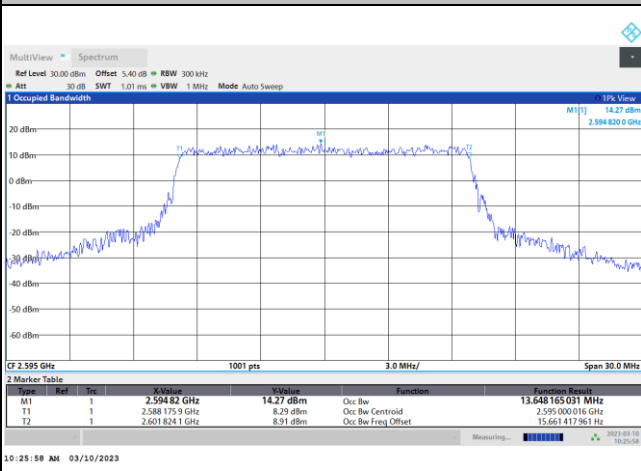 MultiView Spectrum
Ref Level 30.00 dBm Offset 5.40 dB RBW 300 kHz
Att 30 dB SWT 1.01 ms VBW 1 MHz Mode Auto Sweep
1 Occupied Bandwidth 1Pk View
M1[1] 14.27 dBm
2.594 820 0 GHz
M1
20 dBm
T1 T2
10 dBm
0 dBm
-10 dBm
-20 dBm
-30 dBm
-40 dBm
-50 dBm
-60 dBm
CF 2.595 GHz 1001 pts 3.0 MHz/ Span 30.0 MHz
2 Marker Table
Type Ref Trc X-Value Y-Value Function Function Result
M1 1 2.594 82 GHz 14.27 dBm Occ Bw 13.648 165 031 MHz
T1 1 2.588 175 9 GHz 8.29 dBm Occ Bw Centroid 2.595 000 016 GHz
T2 1 2.601 824 1 GHz 8.91 dBm Occ Bw Freq Offset 15.661 417 961 Hz
Measuring... 2023-03-10
10:25:58
10:25:58 AM 03/10/2023